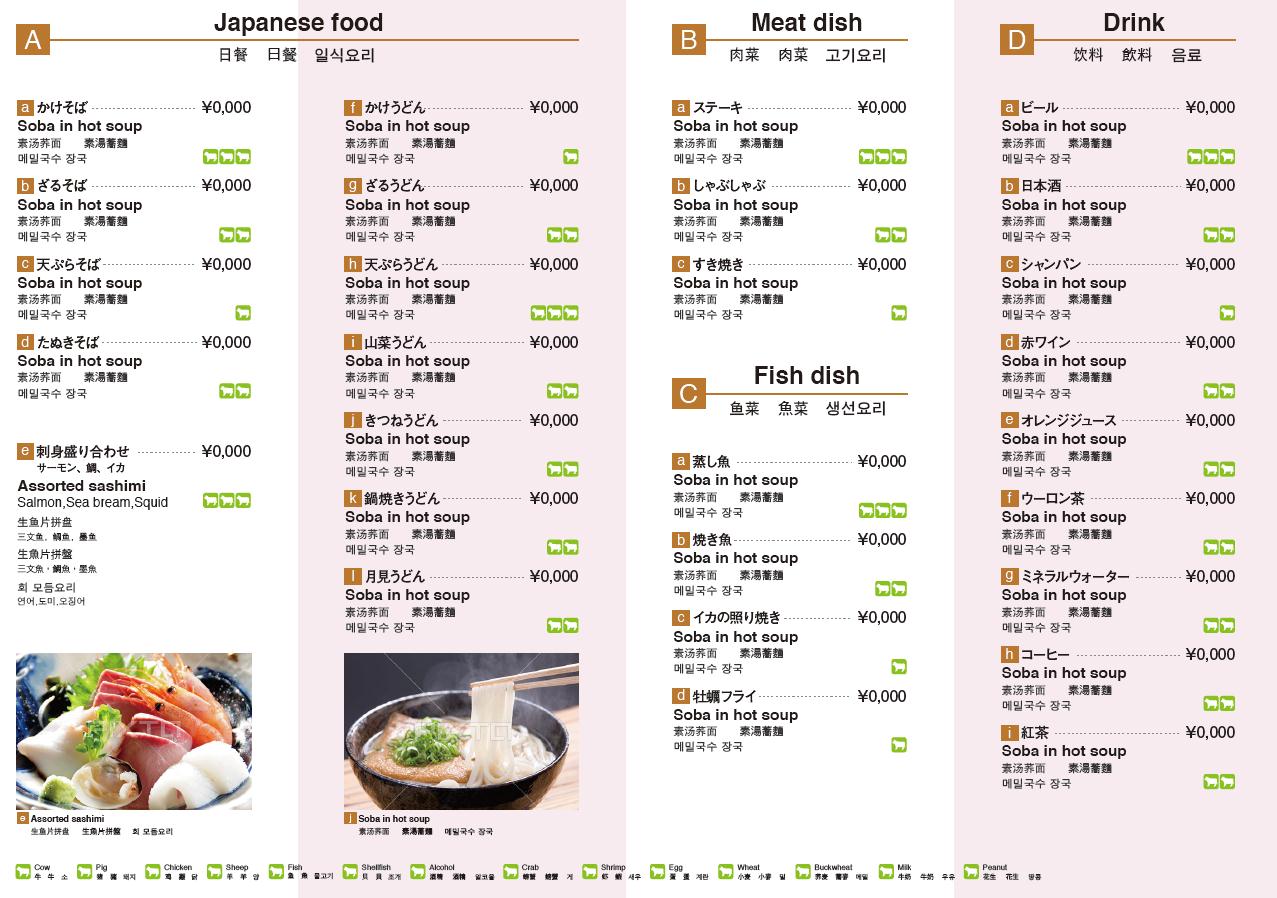 A
Japanese food
日餐 日餐 일식요리
a かけそば ¥0,000
Soba in hot soup
素汤荞面 素湯蕎麵
메밀국수 장국
b ざるそば ¥0,000
Soba in hot soup
素汤荞面 素湯蕎麵
메밀국수 장국
c 天ぷらそば ¥0,000
Soba in hot soup
素汤荞面 素湯蕎麵
메밀국수 장국
d たぬきそば ¥0,000
Soba in hot soup
素汤荞面 素湯蕎麵
메밀국수 장국
e 刺身盛り合わせ ¥0,000
サーモン、鯛、イカ
Assorted sashimi
Salmon,Sea bream,Squid
生鱼片拼盘
三文鱼，鲷鱼，墨鱼
生魚片拼盤
三文魚，鯛魚，墨魚
회 모듬요리
연어,도미,오징어
e Assorted sashimi
生鱼片拼盘 生魚片拼盤 회 모듬요리
f かけうどん ¥0,000
Soba in hot soup
素汤荞面 素湯蕎麵
메밀국수 장국
g ざるうどん ¥0,000
Soba in hot soup
素汤荞面 素湯蕎麵
메밀국수 장국
h 天ぷらうどん ¥0,000
Soba in hot soup
素汤荞面 素湯蕎麵
메밀국수 장국
i 山菜うどん ¥0,000
Soba in hot soup
素汤荞面 素湯蕎麵
메밀국수 장국
j きつねうどん ¥0,000
Soba in hot soup
素汤荞面 素湯蕎麵
메밀국수 장국
k 鍋焼きうどん ¥0,000
Soba in hot soup
素汤荞面 素湯蕎麵
메밀국수 장국
l 月見うどん ¥0,000
Soba in hot soup
素汤荞面 素湯蕎麵
메밀국수 장국
j Soba in hot soup
素汤荞面 素湯蕎麵 메밀국수 장국
B
Meat dish
肉菜 肉菜 고기요리
a ステーキ ¥0,000
Soba in hot soup
素汤荞面 素湯蕎麵
메밀국수 장국
b しゃぶしゃぶ ¥0,000
Soba in hot soup
素汤荞面 素湯蕎麵
메밀국수 장국
c すき焼き ¥0,000
Soba in hot soup
素汤荞面 素湯蕎麵
메밀국수 장국
C
Fish dish
鱼菜 魚菜 생선요리
a 蒸し魚 ¥0,000
Soba in hot soup
素汤荞面 素湯蕎麵
메밀국수 장국
b 焼き魚 ¥0,000
Soba in hot soup
素汤荞面 素湯蕎麵
메밀국수 장국
c イカの照り焼き ¥0,000
Soba in hot soup
素汤荞面 素湯蕎麵
메밀국수 장국
d 牡蠣フライ ¥0,000
Soba in hot soup
素汤荞面 素湯蕎麵
메밀국수 장국
D
Drink
饮料 飲料 음료
a ビール ¥0,000
Soba in hot soup
素汤荞面 素湯蕎麵
메밀국수 장국
b 日本酒 ¥0,000
Soba in hot soup
素汤荞面 素湯蕎麵
메밀국수 장국
c シャンパン ¥0,000
Soba in hot soup
素汤荞面 素湯蕎麵
메밀국수 장국
d 赤ワイン ¥0,000
Soba in hot soup
素汤荞面 素湯蕎麵
메밀국수 장국
e オレンジジュース ¥0,000
Soba in hot soup
素汤荞面 素湯蕎麵
메밀국수 장국
f ウーロン茶 ¥0,000
Soba in hot soup
素汤荞面 素湯蕎麵
메밀국수 장국
g ミネラルウォーター ¥0,000
Soba in hot soup
素汤荞面 素湯蕎麵
메밀국수 장국
h コーヒー ¥0,000
Soba in hot soup
素汤荞面 素湯蕎麵
메밀국수 장국
i 紅茶 ¥0,000
Soba in hot soup
素汤荞面 素湯蕎麵
메밀국수 장국
Cow Pig Chicken Sheep Fish Shellfish Alcohol Crab Shrimp Egg Wheat Buckwheat Milk Peanut
牛 牛 소 猪 豬 돼지 鸡 雞 닭 羊 羊 양 鱼 魚 물고기 贝 貝 조개 酒精 酒精 알코올 螃蟹 螃蟹 게 虾 蝦 새우 蛋 蛋 계란 小麦 小麥 밀 荞麦 蕎麥 메밀 牛奶 牛奶 우유 花生 花生 땅콩